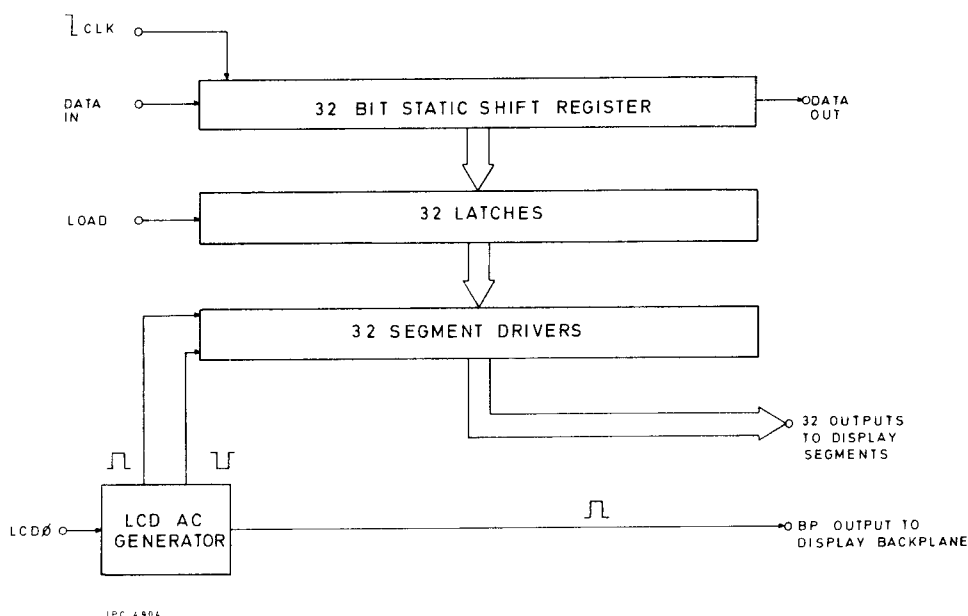 CLK
DATA
IN
32 BIT STATIC SHIFT REGISTER
DATA
OUT
LOAD
32 LATCHES
32 SEGMENT DRIVERS
32 OUTPUTS
TO DISPLAY
SEGMENTS
LCDØ
LCD AC
GENERATOR
BP OUTPUT TO
DISPLAY BACKPLANE